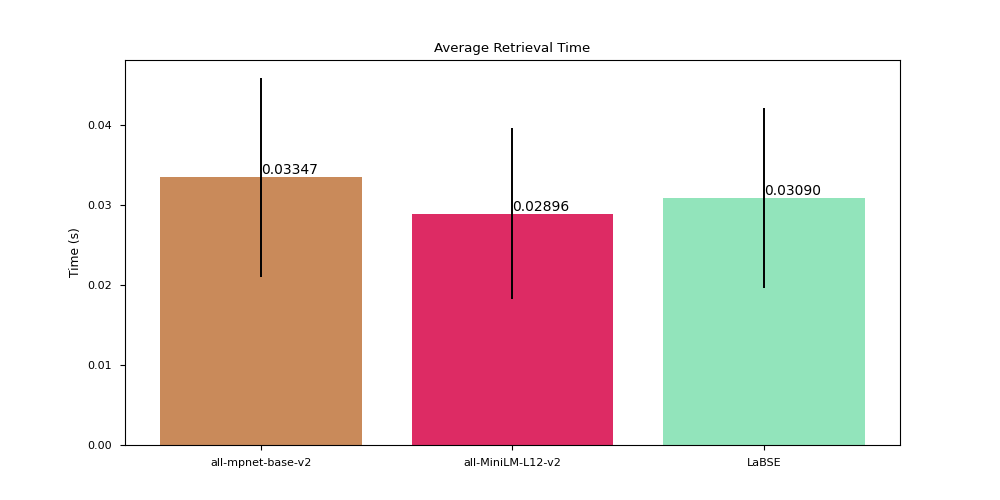 Average Retrieval Time
0.04
0.03347
0.03090
0.03
0.02896
Time (s)
0.02
0.01
0.00
all-mpnet-base-v2
all-MiniLM-L12-v2
LaBSE